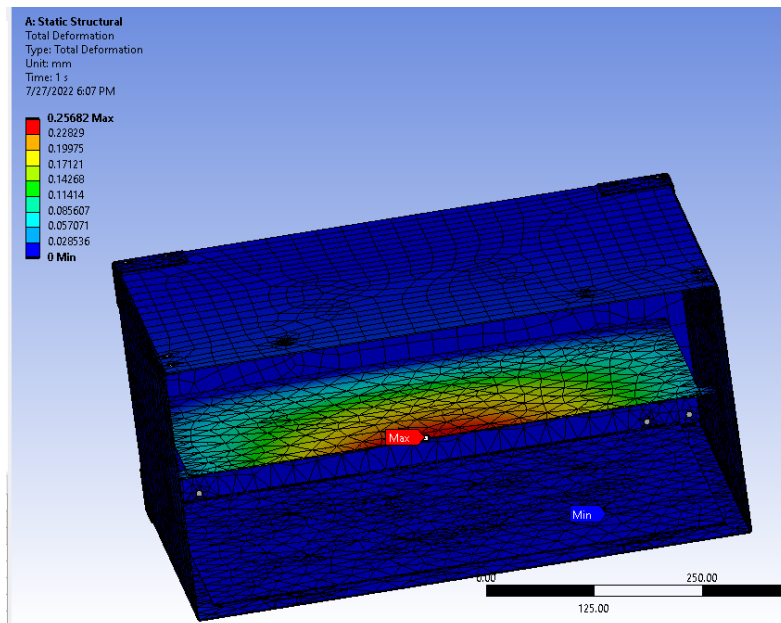 A: Static Structural
Total Deformation
Type: Total Deformation
Unit: mm
Time: 1 s
7/27/2022 6:07 PM
0.25682 Max
0.22829
0.19975
0.17121
0.14268
0.11414
0.085607
0.057071
0.028536
0 Min
Max
Min
0.00
250.00
125.00